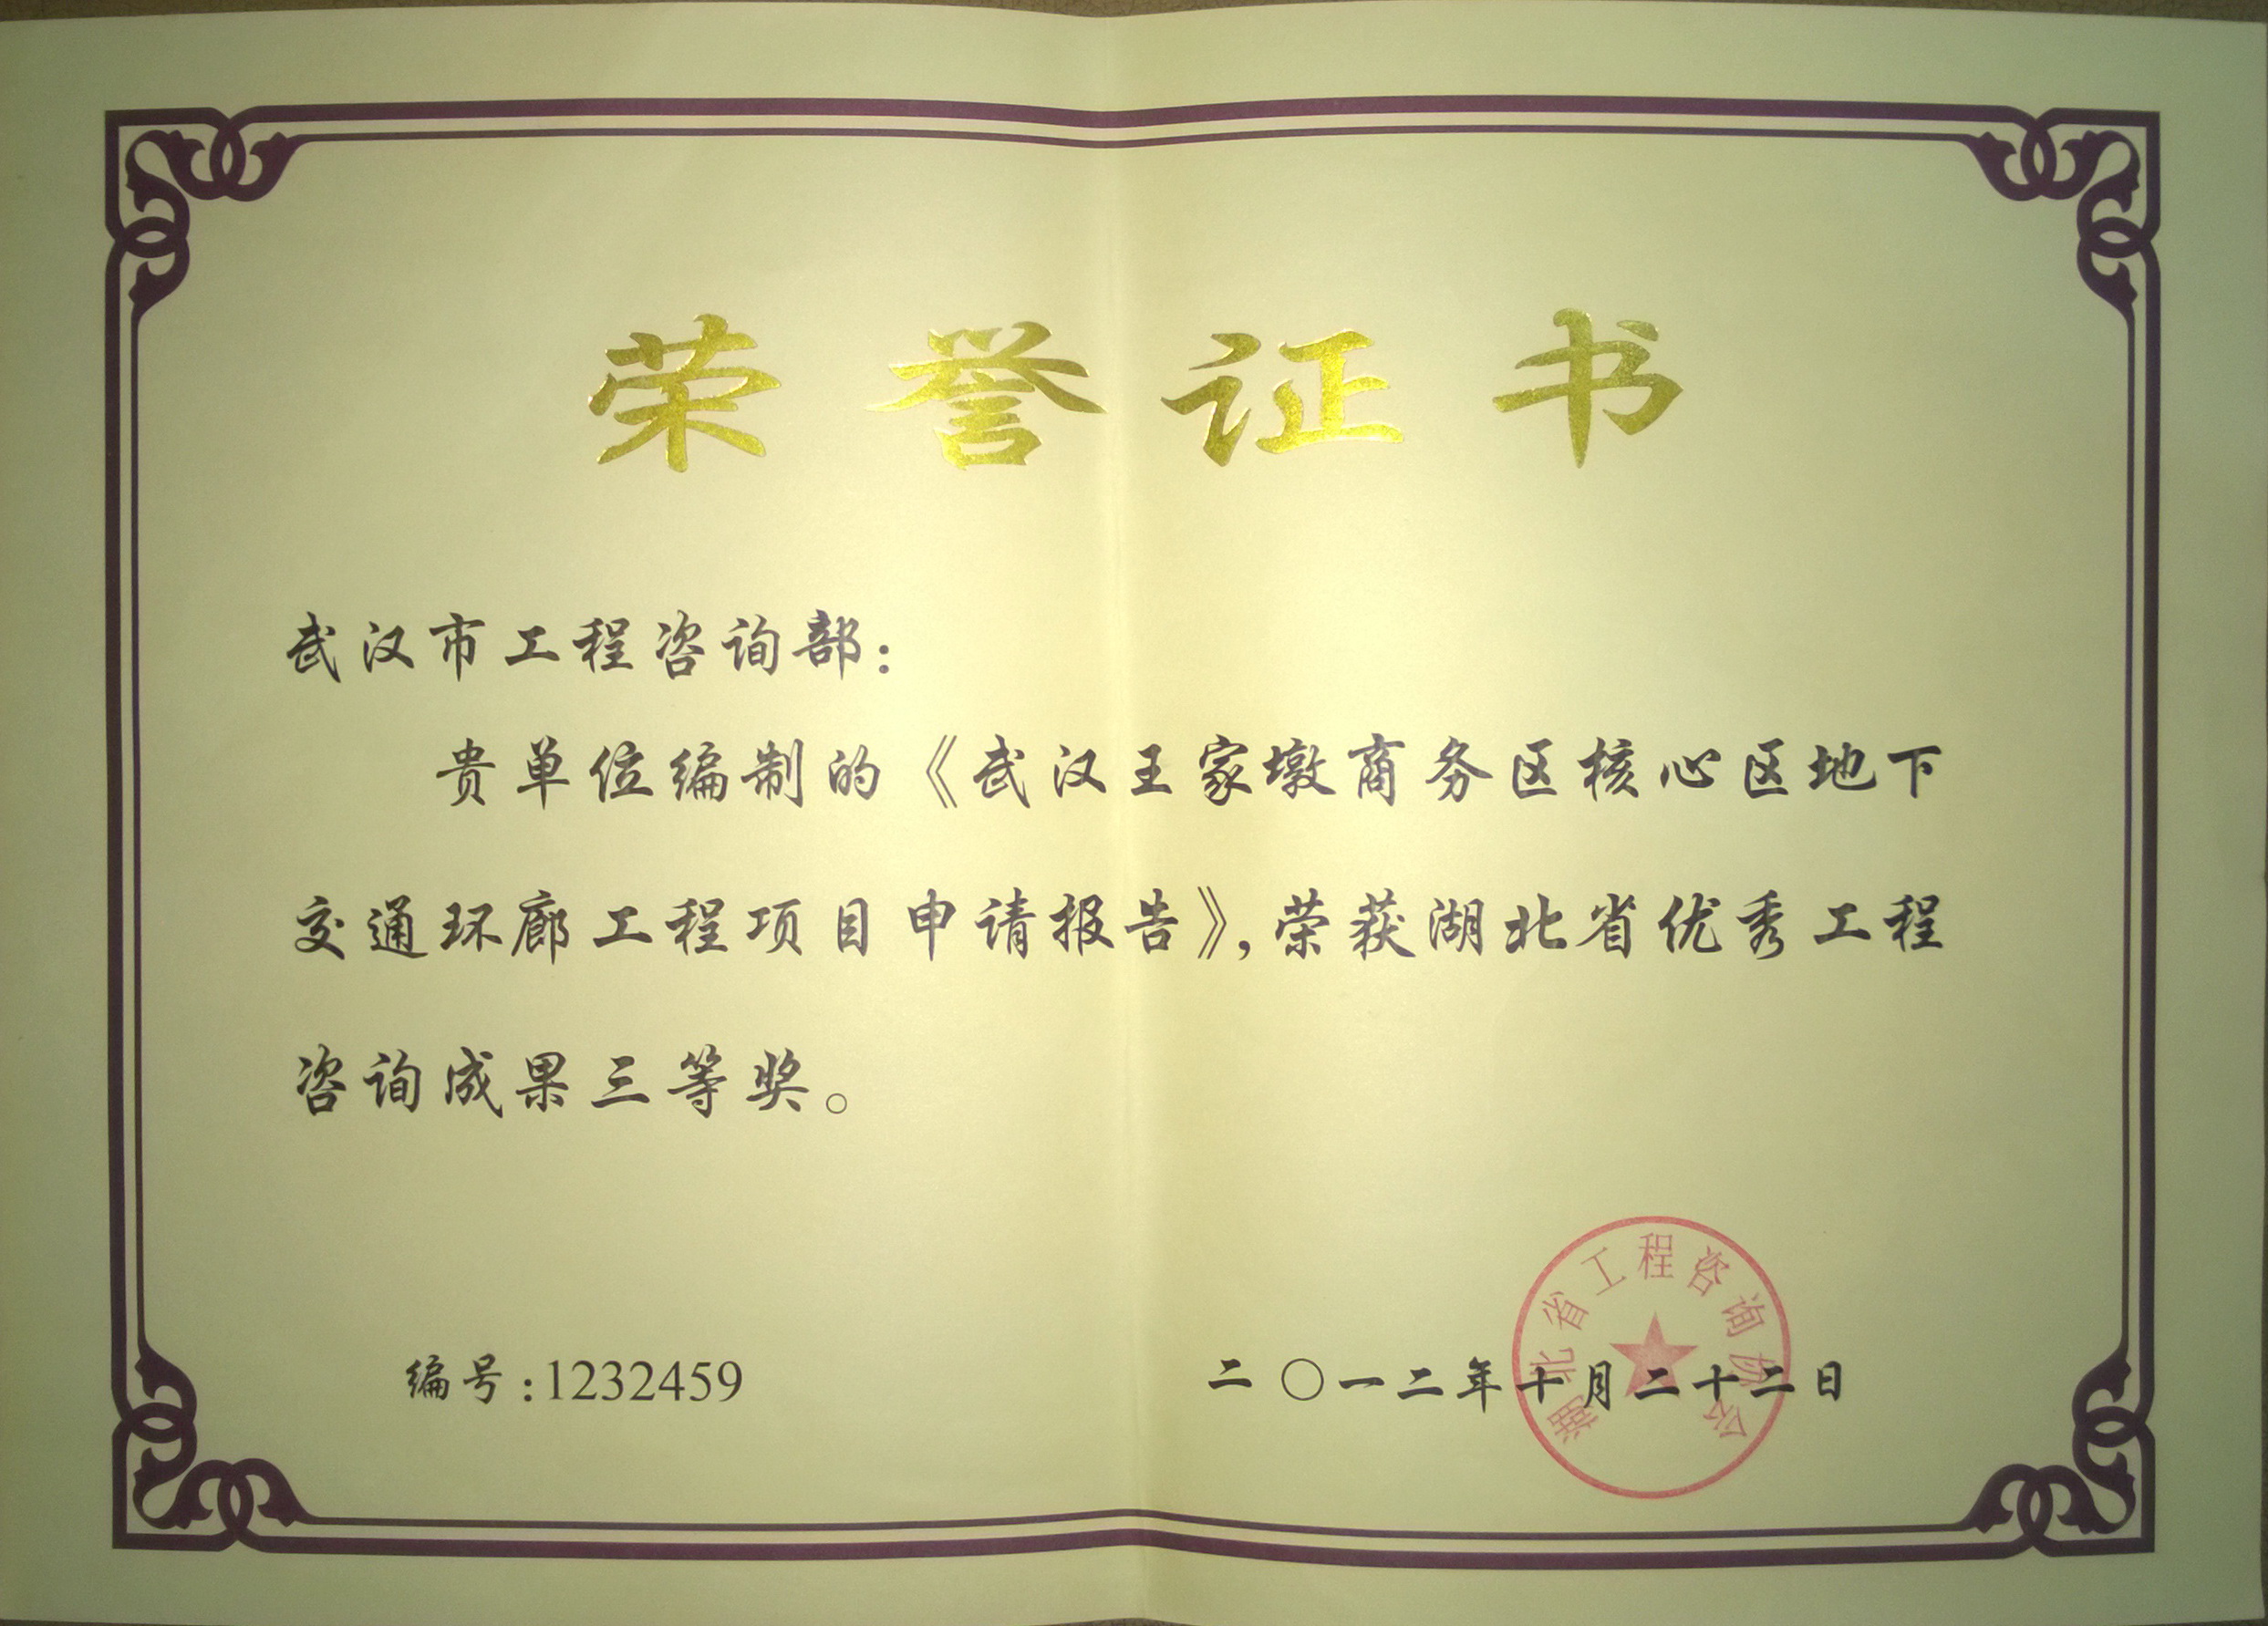 荣誉证书
武汉市工程咨询部：
贵单位编制的《武汉王家墩商务区核心区地下
交通环廊工程项目申请报告》，荣获湖北省优秀工程
咨询成果三等奖。
湖北省工程咨询协会
编号：1232459
二〇一二年十月二十二日